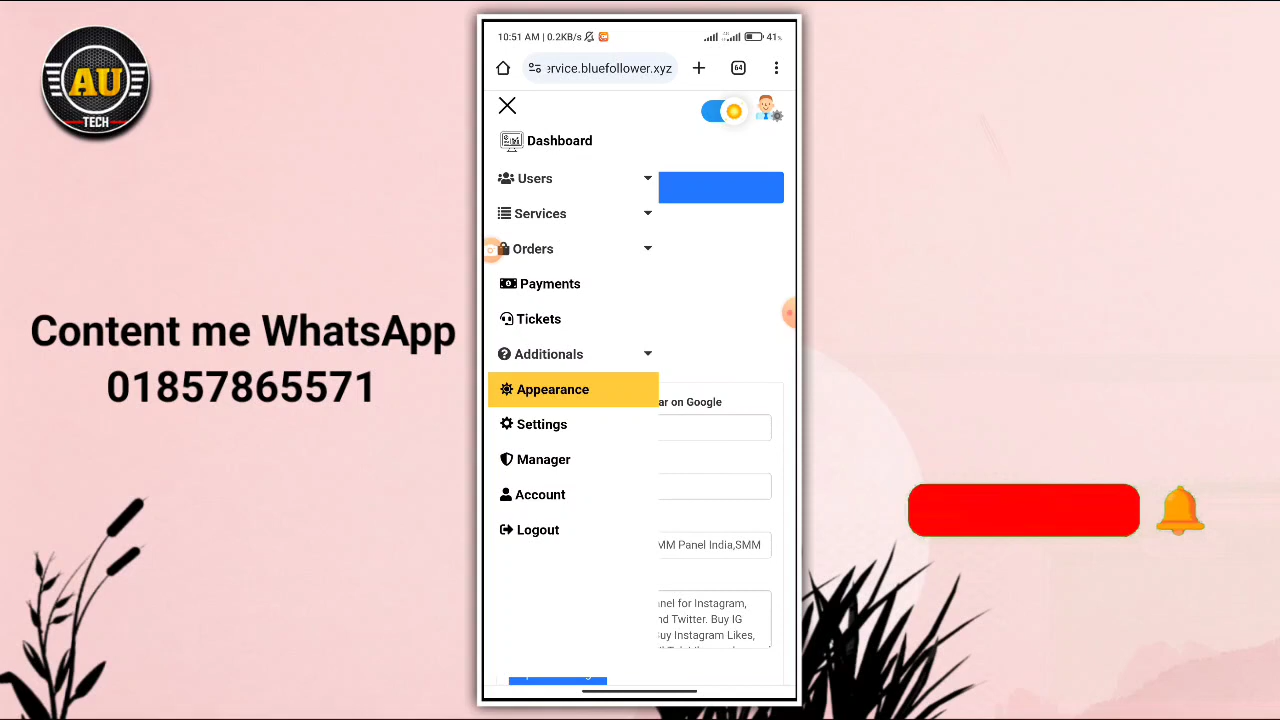 AU
TECH
Content me WhatsApp
01857865571
10:51 AM | 0.2KB/s
41%
ervice.bluefollower.xyz
64
Dashboard
Users
Services
Orders
Payments
Tickets
Additionals
Appearance
ar on Google
Settings
Manager
Account
Logout
MM Panel India,SMM
nel for Instagram,
nd Twitter. Buy IG
uy Instagram Likes,